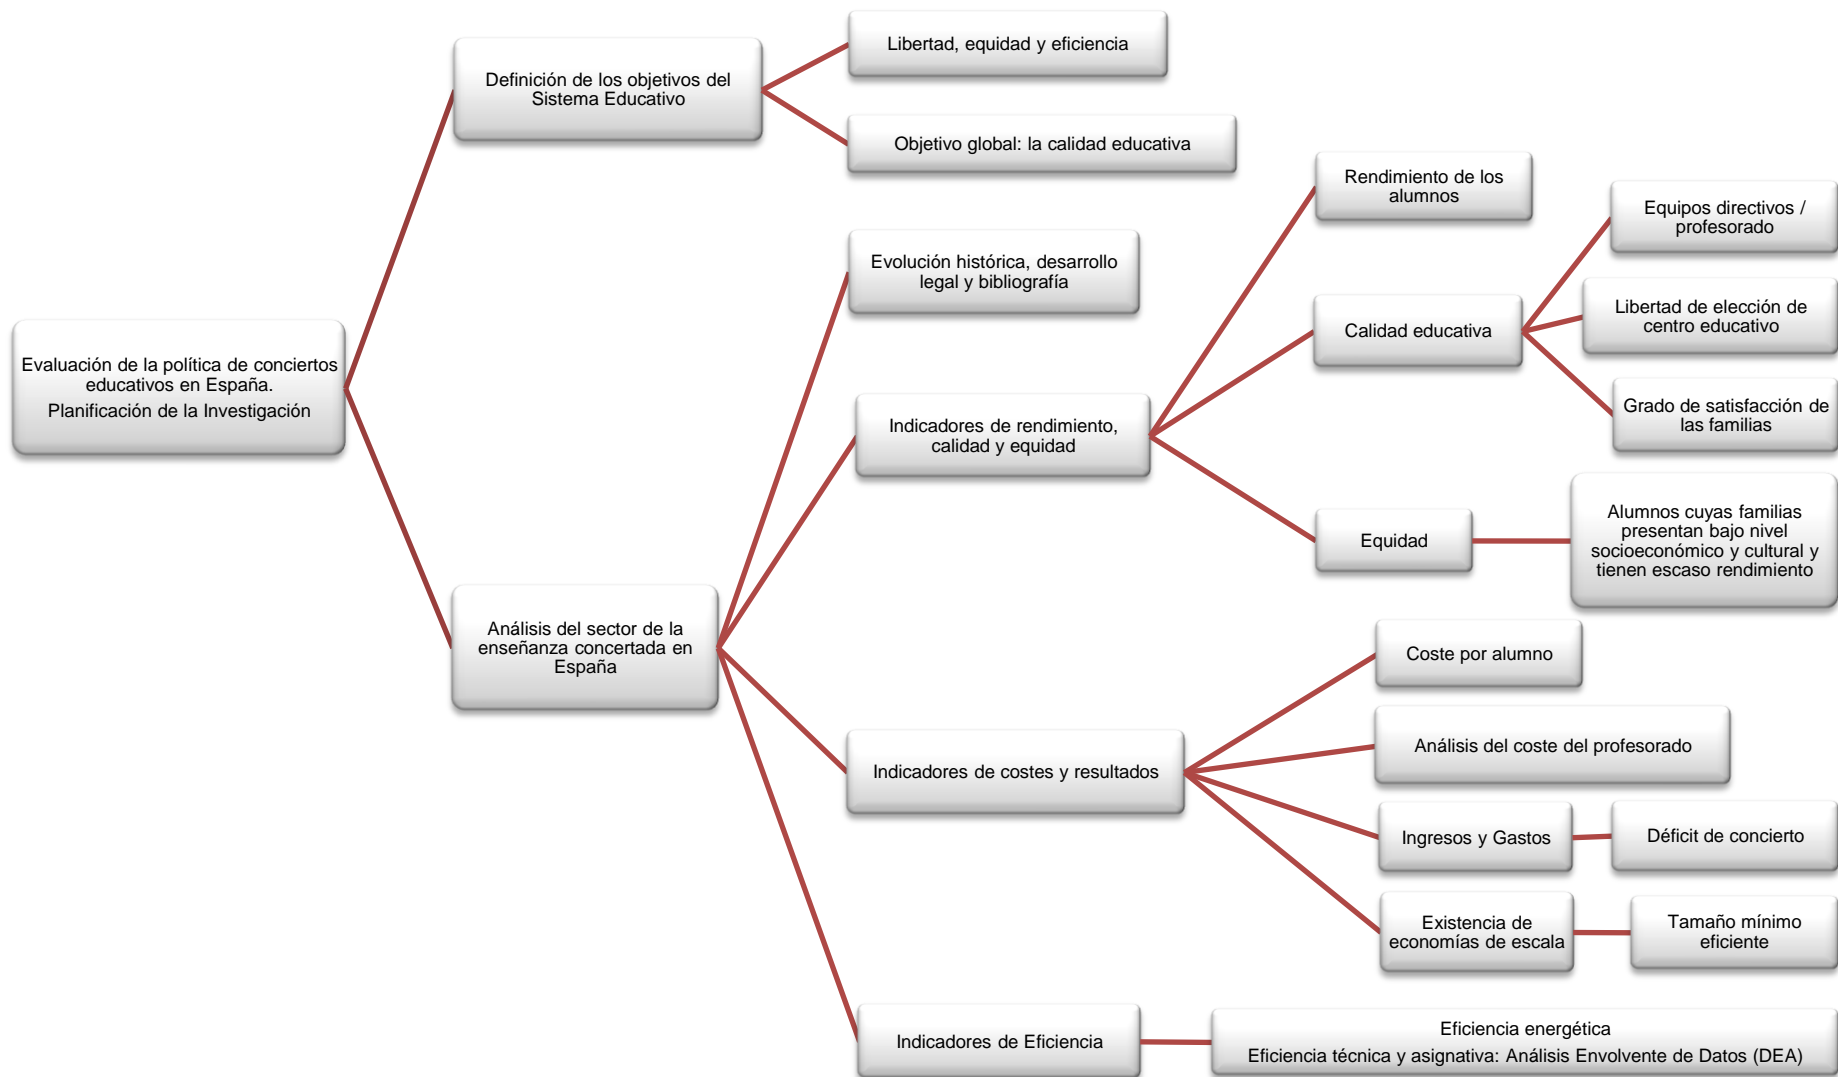 Evaluación de la política de conciertos
educativos en España.
Planificación de la Investigación
Definición de los objetivos del
Sistema Educativo
Libertad, equidad y eficiencia
Objetivo global: la calidad educativa
Análisis del sector de la
enseñanza concertada en
España
Evolución histórica, desarrollo
legal y bibliografía
Indicadores de rendimiento,
calidad y equidad
Rendimiento de los
alumnos
Calidad educativa
Equipos directivos /
profesorado
Libertad de elección de
centro educativo
Grado de satisfacción de
las familias
Equidad
Alumnos cuyas familias
presentan bajo nivel
socioeconómico y cultural y
tienen escaso rendimiento
Indicadores de costes y resultados
Coste por alumno
Análisis del coste del profesorado
Ingresos y Gastos
Déficit de concierto
Existencia de
economías de escala
Tamaño mínimo
eficiente
Indicadores de Eficiencia
Eficiencia energética
Eficiencia técnica y asignativa: Análisis Envolvente de Datos (DEA)